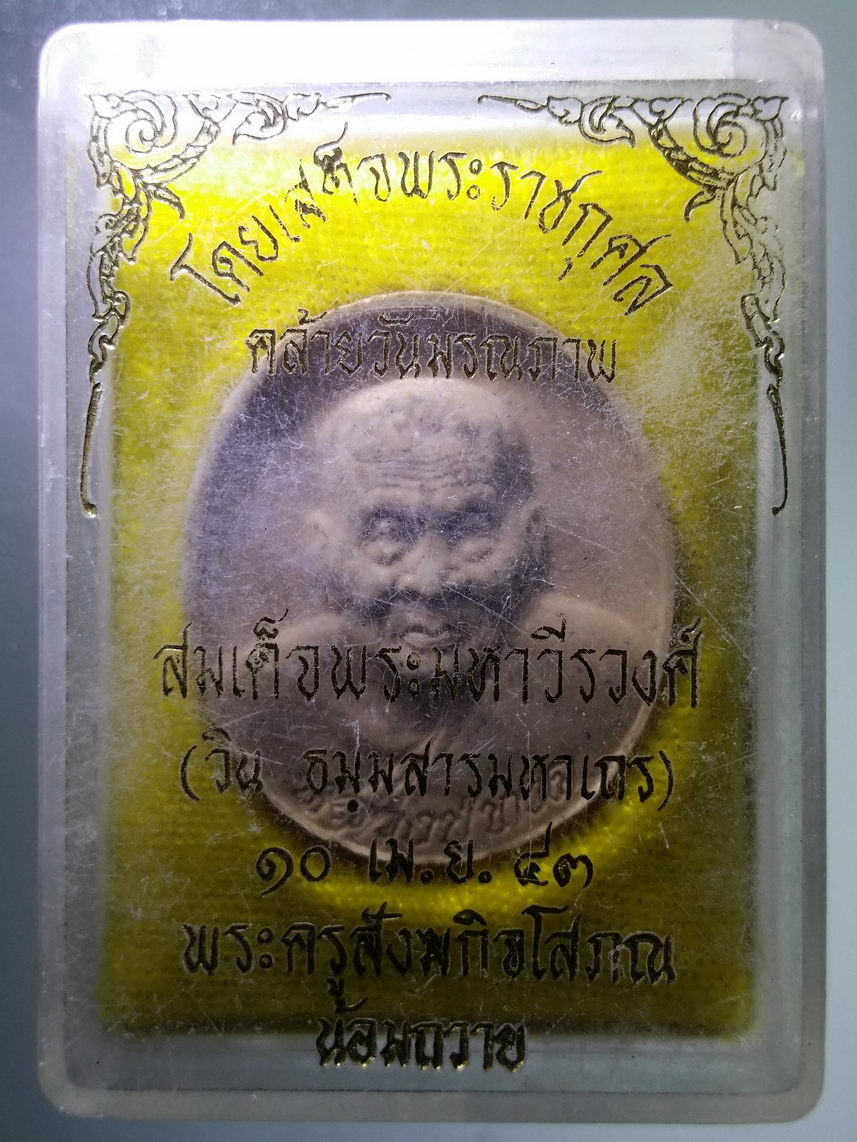 โดยเสด็จพระราชกุศล
คล้ายวันมรณภาพ
สมเด็จพระมหาวีรวงศ์
(วิน ธมฺมสารมหาเถร)
๑๐ เม.ย. ๔๓
พระครูสังฆกิจโสภณ
น้อมถวาย